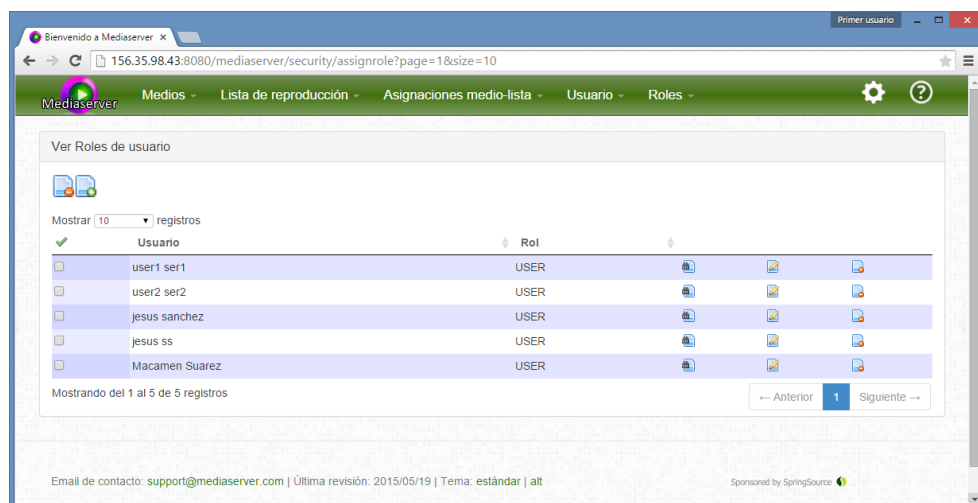 Primer usuario
Bienvenido a Mediaserver
156.35.98.43:8080/mediaserver/security/assignrole?page=1&size=10
Mediaserver Medios Lista de reproducción Asignaciones medio-lista Usuario Roles
Ver Roles de usuario
Mostrar 10 registros
Usuario Rol
user1 ser1 USER
user2 ser2 USER
jesus sanchez USER
jesus ss USER
Macamen Suarez USER
Mostrando del 1 al 5 de 5 registros
← Anterior 1 Siguiente →
Email de contacto: support@mediaserver.com | Última revisión: 2015/05/19 | Tema: estándar | alt
Sponsored by SpringSource